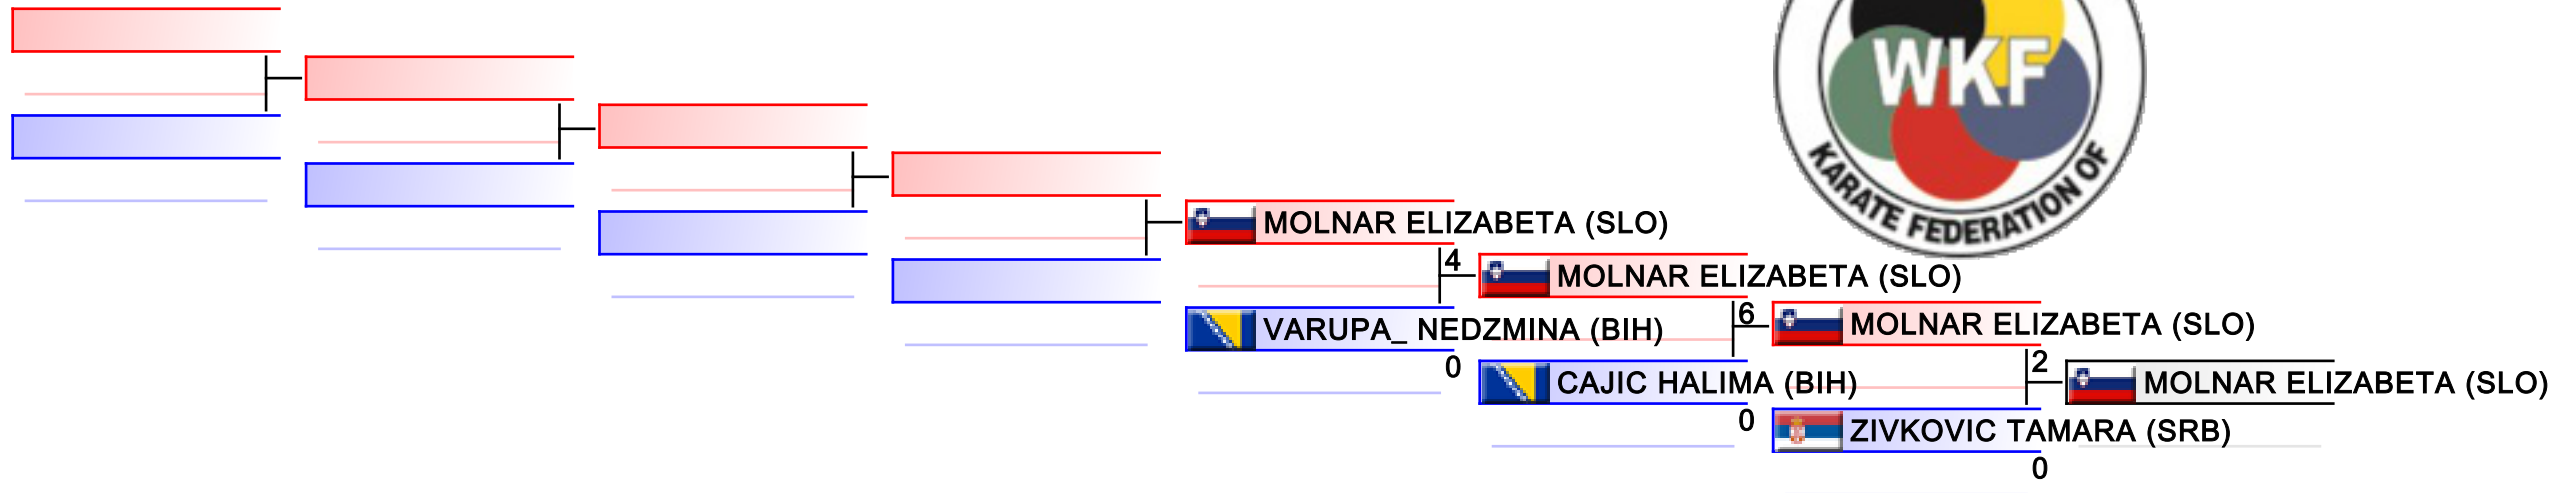 WKF
KARATE FEDERATION OF
MOLNAR ELIZABETA (SLO)
4
MOLNAR ELIZABETA (SLO)
VARUPA_ NEDZMINA (BIH)
0
6
MOLNAR ELIZABETA (SLO)
CAJIC HALIMA (BIH)
0
2
MOLNAR ELIZABETA (SLO)
ZIVKOVIC TAMARA (SRB)
0